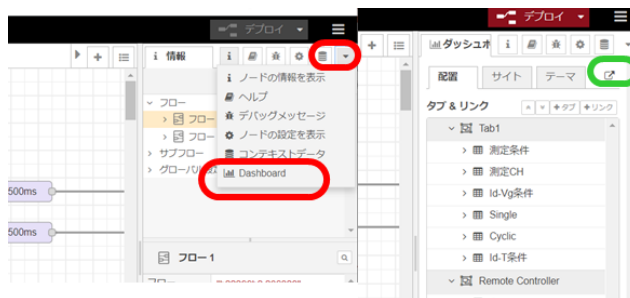 デプロイ
i 情報
i ノードの情報を表示
ヘルプ
デバッグメッセージ
ノードの設定を表示
コンテキストデータ
Dashboard
フロー
フロー
フロー
サブフロー
500ms
500ms
フロー 1
フロー
デプロイ
ダッシュボ
i
配置
サイト
テーマ
タブ & リンク
+タブ
+リンク
Tab1
測定条件
測定CH
Id-Vg条件
Single
Cyclic
Id-T条件
Remote Controller